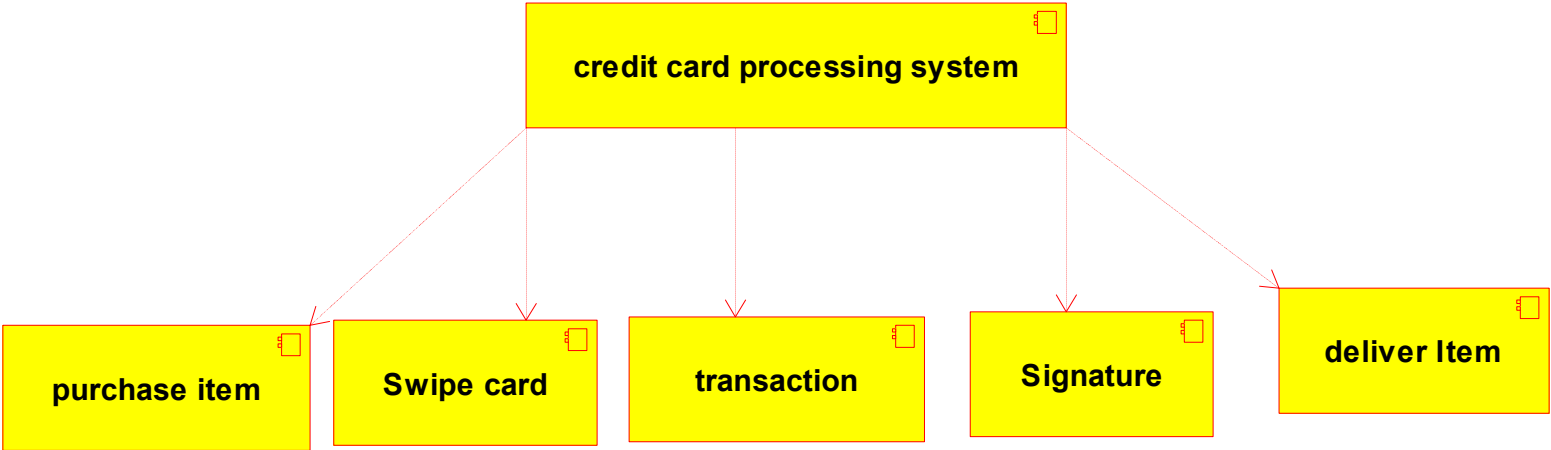 credit card processing system
purchase item
Swipe card
transaction
Signature
deliver Item